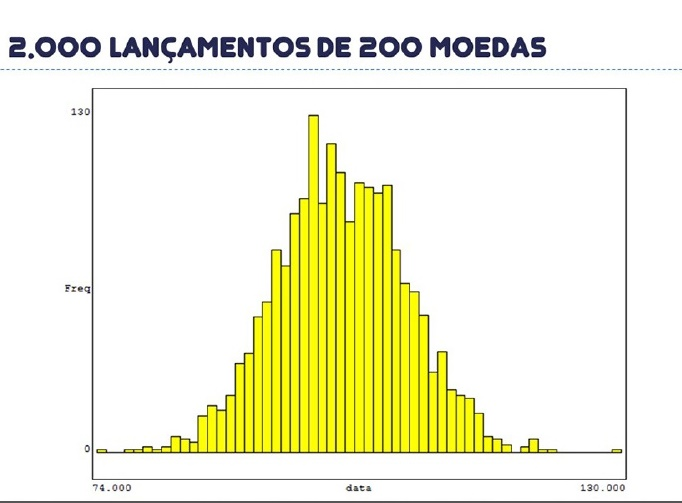 2.000 LANÇAMENTOS DE 200 MOEDAS
130
Freq
0
74.000 data 130.000